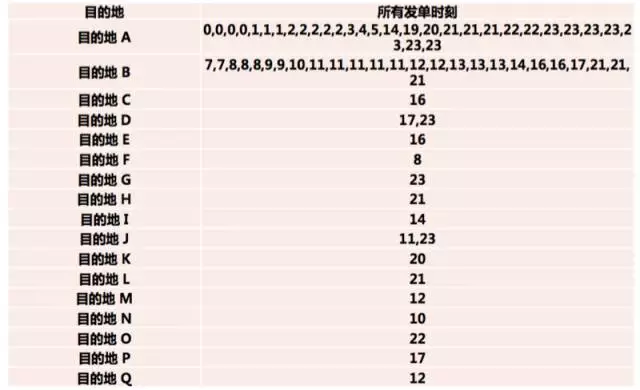 目的地 所有发单时刻
目的地 A 0,0,0,0,1,1,1,2,2,2,2,2,3,4,5,14,19,20,21,21,21,22,22,23,23,23,23,2
3,23,23
目的地 B 7,7,8,8,8,9,9,10,11,11,11,11,11,12,12,13,13,13,14,16,16,17,21,21,
21
目的地 C 16
目的地 D 17,23
目的地 E 16
目的地 F 8
目的地 G 23
目的地 H 21
目的地 I 14
目的地 J 11,23
目的地 K 20
目的地 L 21
目的地 M 12
目的地 N 10
目的地 O 22
目的地 P 17
目的地 Q 12